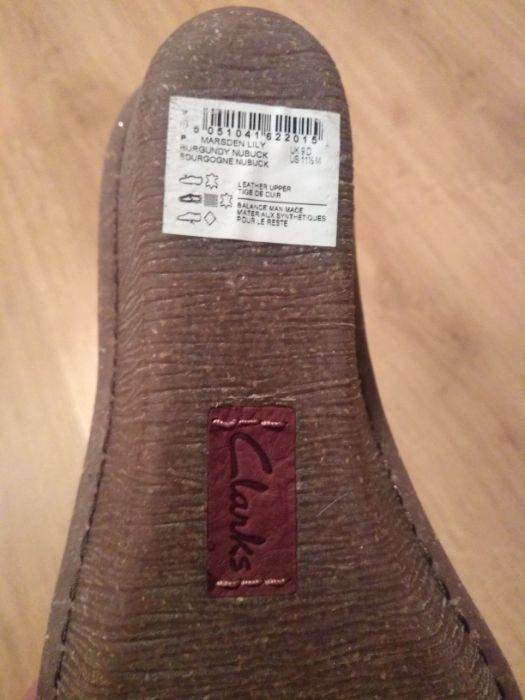 5 051041 622015
MARSDEN LILY
BURGUNDY NUBUCK UK 9 D
BOURGOGNE NUBUCK US 11½ M
LEATHER UPPER
TIGE DE CUIR
BALANCE MAN MADE
MATERIAUX SYNTHETIQUES
POUR LE RESTE
Clarks